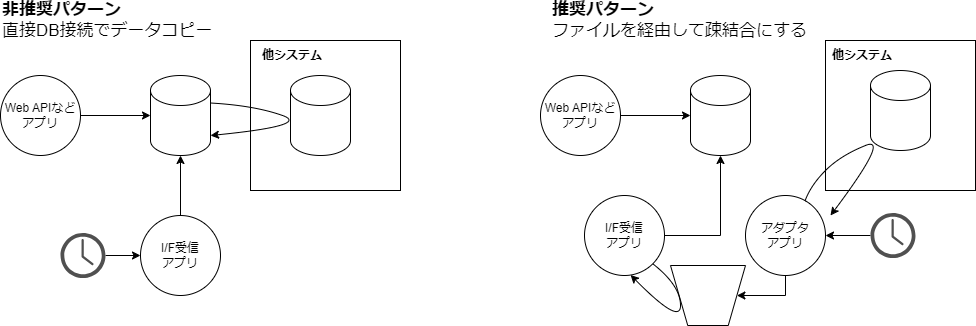 非推奨パターン
直接DB接続でデータコピー
他システム
Web APIなど
アプリ
I/F受信
アプリ
推奨パターン
ファイルを経由して疎結合にする
他システム
Web APIなど
アプリ
I/F受信
アプリ
アダプタ
アプリ